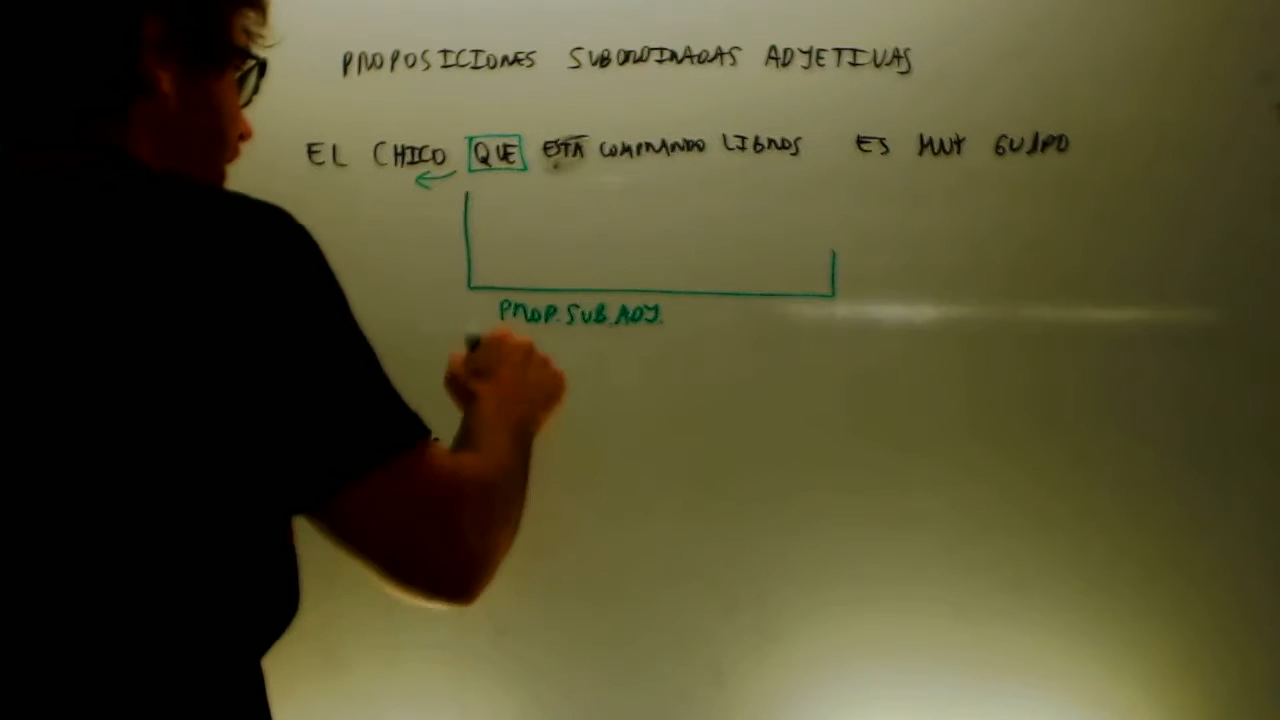 PROPOSICIONES SUBORDINADAS ADJETIVAS
EL CHICO QUE ESTÁ COMPRANDO LIBROS ES MUY GUAPO
PROP. SUB. ADJ.